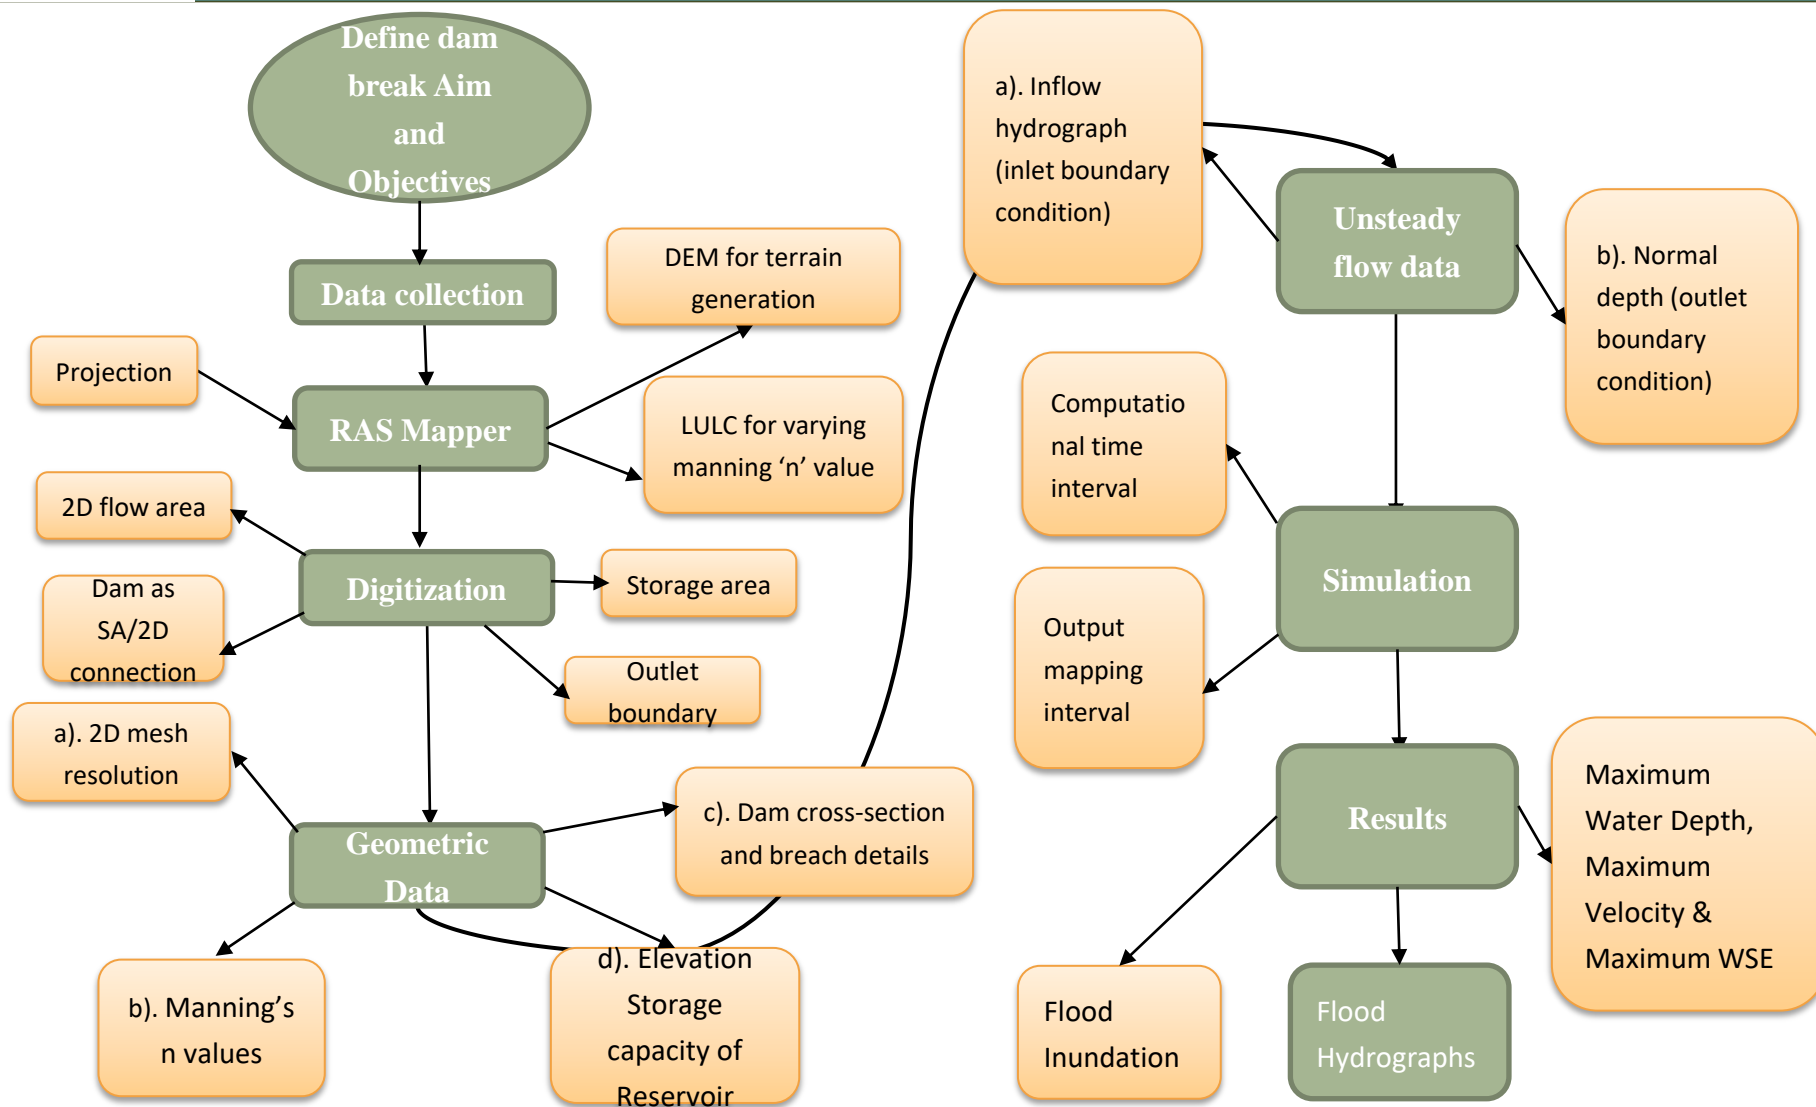 Define dam
break Aim
and
Objectives
Data collection
DEM for terrain
generation
Projection
RAS Mapper
LULC for varying
manning ‘n’ value
2D flow area
Digitization
Storage area
Dam as
SA/2D
connection
Outlet
boundary
a). 2D mesh
resolution
Geometric
Data
c). Dam cross-section
and breach details
b). Manning’s
n values
d). Elevation
Storage
capacity of
Reservoir
a). Inflow
hydrograph
(inlet boundary
condition)
Unsteady
flow data
b). Normal
depth (outlet
boundary
condition)
Computatio
nal time
interval
Simulation
Output
mapping
interval
Results
Maximum
Water Depth,
Maximum
Velocity &
Maximum WSE
Flood
Inundation
Flood
Hydrographs